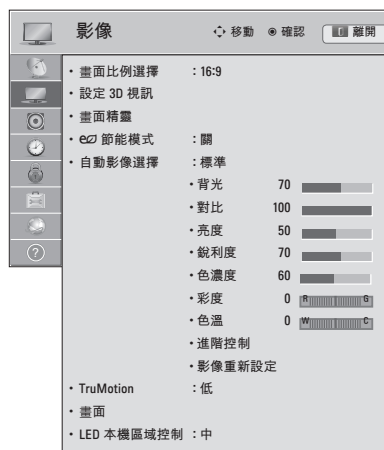 影像 移動 確認 離開
・畫面比例選擇 : 16:9
・設定 3D 視訊
・畫面精靈
・節能模式 : 關
・自動影像選擇 : 標準
・背光 70
・對比 100
・亮度 50
・銳利度 70
・色濃度 60
・彩度 0 R G
・色溫 0 W C
・進階控制
・影像重新設定
・TruMotion : 低
・畫面
・LED 本機區域控制 : 中
?